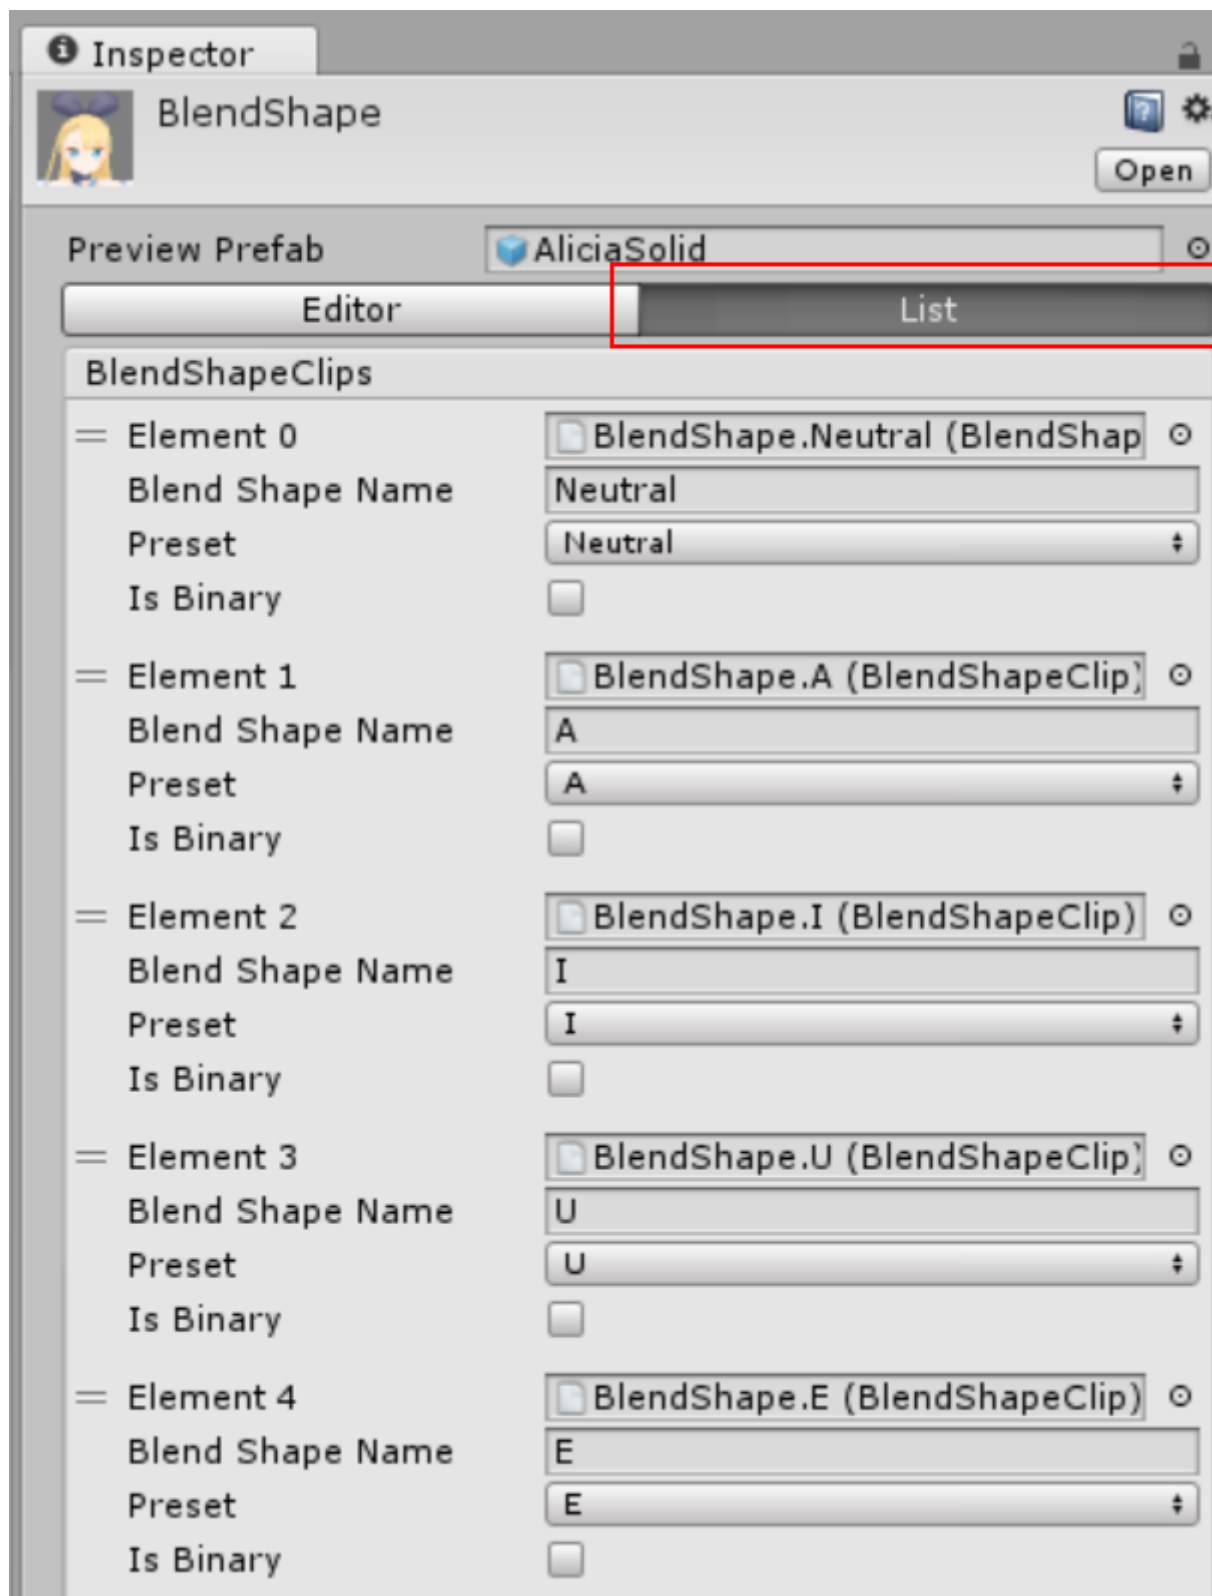 Inspector
BlendShape
Open
Preview Prefab AliciaSolid
Editor List
BlendShapeClips
Element 0 BlendShape.Neutral (BlendShap
Blend Shape Name Neutral
Preset Neutral
Is Binary
Element 1 BlendShape.A (BlendShapeClip)
Blend Shape Name A
Preset A
Is Binary
Element 2 BlendShape.I (BlendShapeClip)
Blend Shape Name I
Preset I
Is Binary
Element 3 BlendShape.U (BlendShapeClip)
Blend Shape Name U
Preset U
Is Binary
Element 4 BlendShape.E (BlendShapeClip)
Blend Shape Name E
Preset E
Is Binary